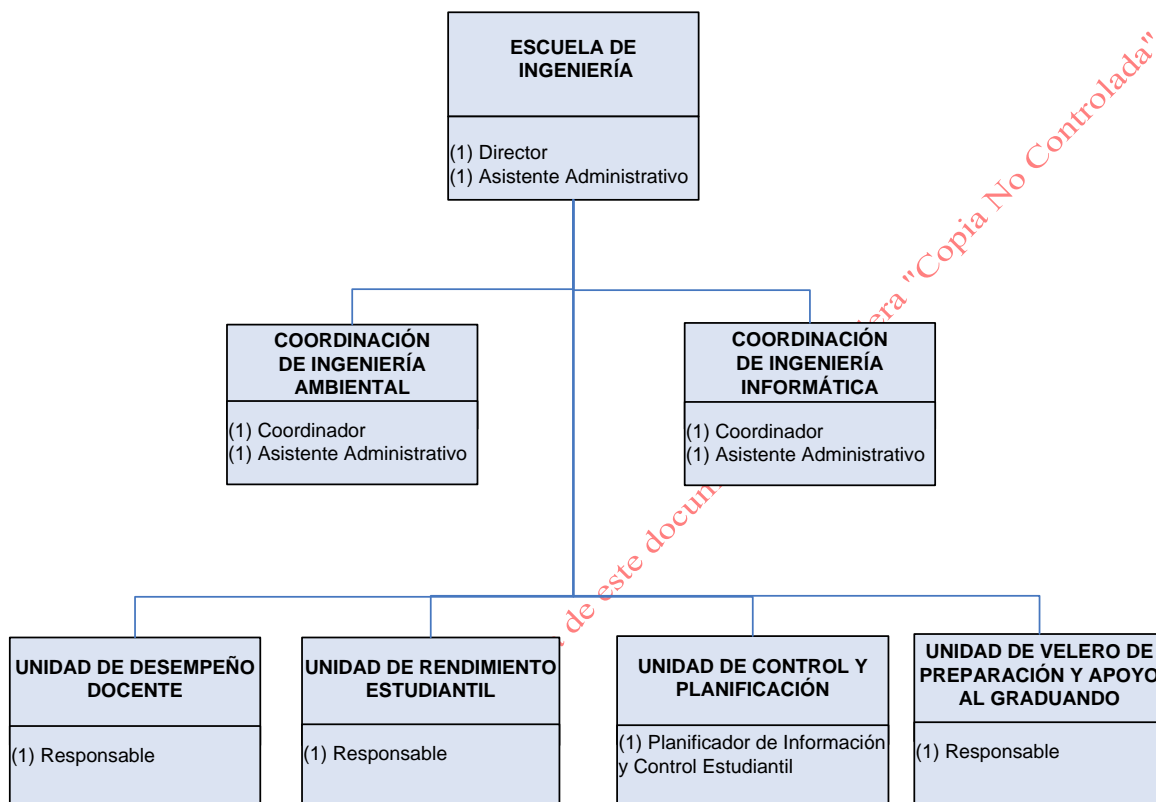 ESCUELA DE
INGENIERÍA
(1) Director
(1) Asistente Administrativo
COORDINACIÓN
DE INGENIERÍA
AMBIENTAL
(1) Coordinador
(1) Asistente Administrativo
COORDINACIÓN
DE INGENIERÍA
INFORMÁTICA
(1) Coordinador
(1) Asistente Administrativo
UNIDAD DE DESEMPEÑO
DOCENTE
(1) Responsable
UNIDAD DE RENDIMIENTO
ESTUDIANTIL
(1) Responsable
UNIDAD DE CONTROL Y
PLANIFICACIÓN
(1) Planificador de Información
y Control Estudiantil
UNIDAD DE VELERO DE
PREPARACIÓN Y APOYO
AL GRADUANDO
(1) Responsable
de este "Copia No Controlada"